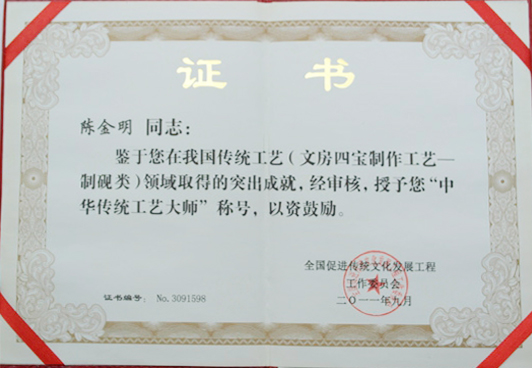 证书
陈金明 同志：
鉴于您在我国传统工艺（文房四宝制作工艺—
制砚类）领域取得的突出成就，经审核，授予您“中
华传统工艺大师”称号，以资鼓励。
全国促进传统文化发展工程
工作委员会
二〇一一年九月
证书编号： No.3091598